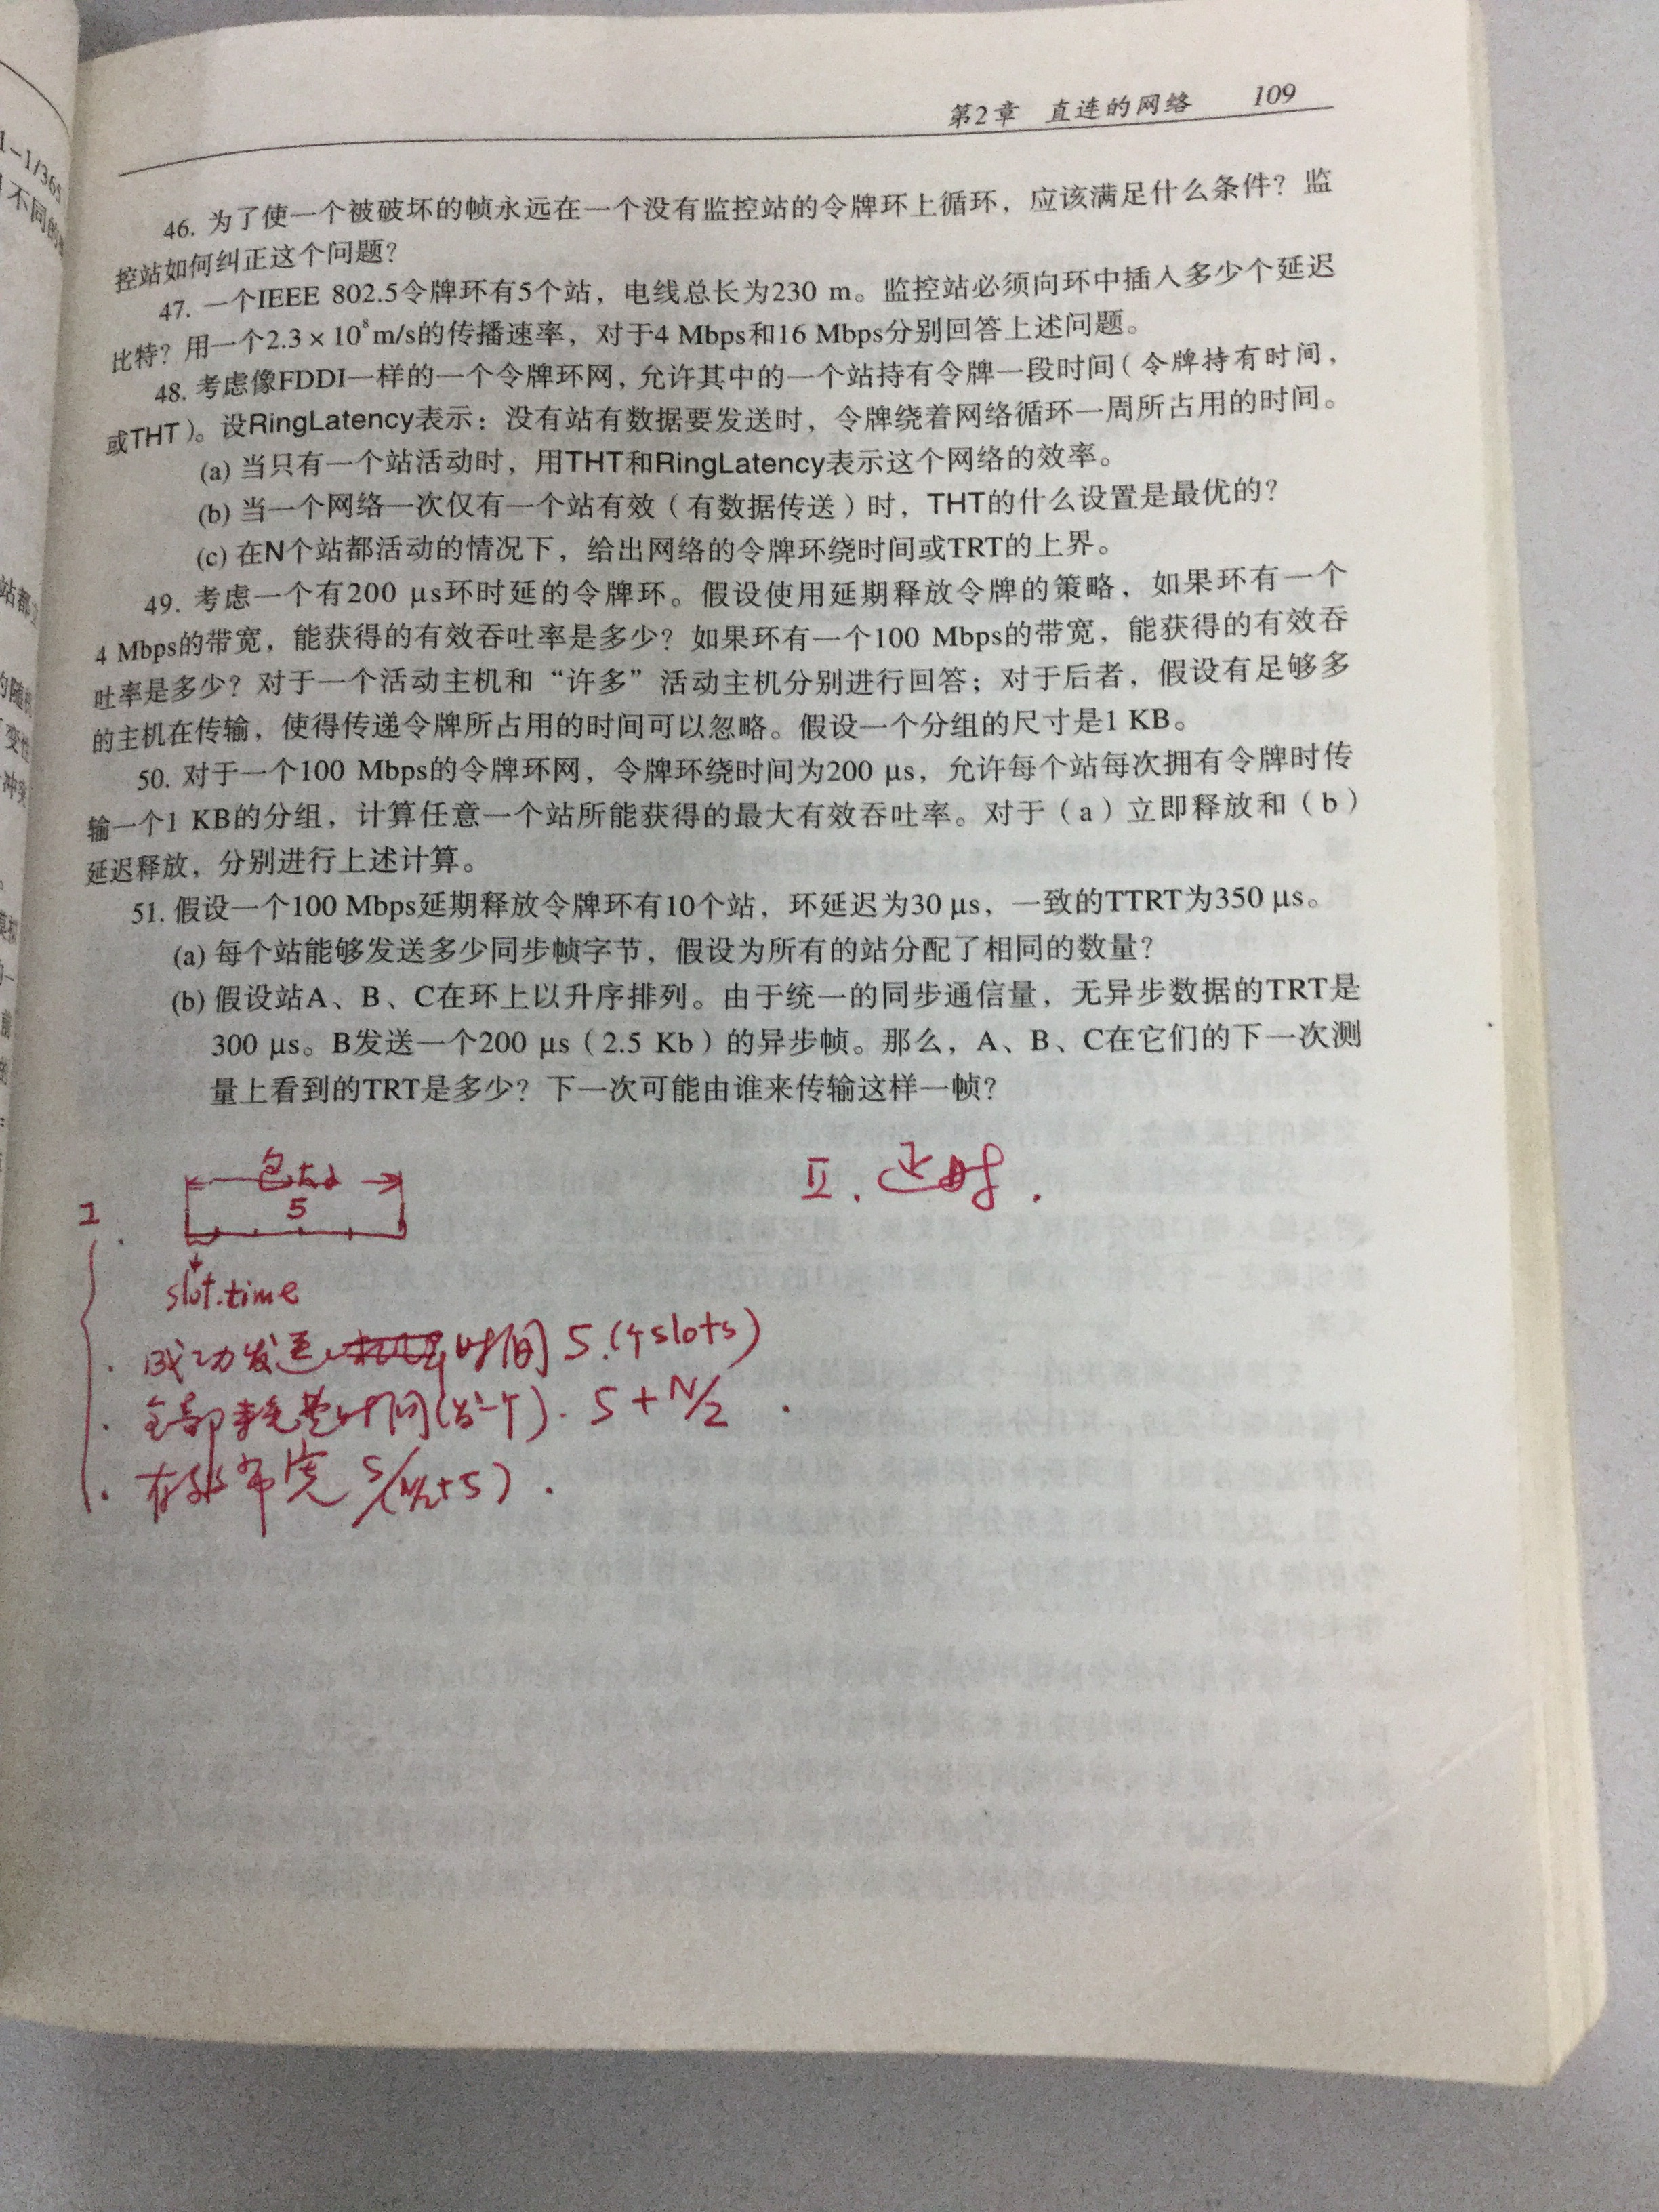 第2章 直连的网络 109
1-1/365
不同的
46. 为了使一个被破坏的帧永远在一个没有监控站的令牌环上循环，应该满足什么条件？监
控站如何纠正这个问题？
47. 一个IEEE 802.5令牌环有5个站，电线总长为230 m。监控站必须向环中插入多少个延迟
比特？用一个2.3×10⁸m/s的传播速率，对于4 Mbps和16 Mbps分别回答上述问题。
48. 考虑像FDDI一样的一个令牌环网，允许其中的一个站持有令牌一段时间（令牌持有时间，
或THT）。设RingLatency表示：没有站有数据要发送时，令牌绕着网络循环一周所占用的时间。
(a) 当只有一个站活动时，用THT和RingLatency表示这个网络的效率。
(b) 当一个网络一次仅有一个站有效（有数据传送）时，THT的什么设置是最优的？
(c) 在N个站都活动的情况下，给出网络的令牌环绕时间或TRT的上界。
49. 考虑一个有200 μs环时延的令牌环。假设使用延期释放令牌的策略，如果环有一个
4 Mbps的带宽，能获得的有效吞吐率是多少？如果环有一个100 Mbps的带宽，能获得的有效吞
吐率是多少？对于一个活动主机和“许多”活动主机分别进行回答；对于后者，假设有足够多
的主机在传输，使得传递令牌所占用的时间可以忽略。假设一个分组的尺寸是1 KB。
50. 对于一个100 Mbps的令牌环网，令牌环绕时间为200 μs，允许每个站每次拥有令牌时传
输一个1 KB的分组，计算任意一个站所能获得的最大有效吞吐率。对于（a）立即释放和（b）
延迟释放，分别进行上述计算。
51. 假设一个100 Mbps延期释放令牌环有10个站，环延迟为30 μs，一致的TTRT为350 μs。
(a) 每个站能够发送多少同步帧字节，假设为所有的站分配了相同的数量？
(b) 假设站A、B、C在环上以升序排列。由于统一的同步通信量，无异步数据的TRT是
300 μs。B发送一个200 μs（2.5 Kb）的异步帧。那么，A、B、C在它们的下一次测
量上看到的TRT是多少？下一次可能由谁来传输这样一帧？
包大小
5
slot.time
Ⅱ. 延时.
成功发送 时间 5.(个slots)
全部 时间 5+N/2
有效带宽 5/(N/2+5).